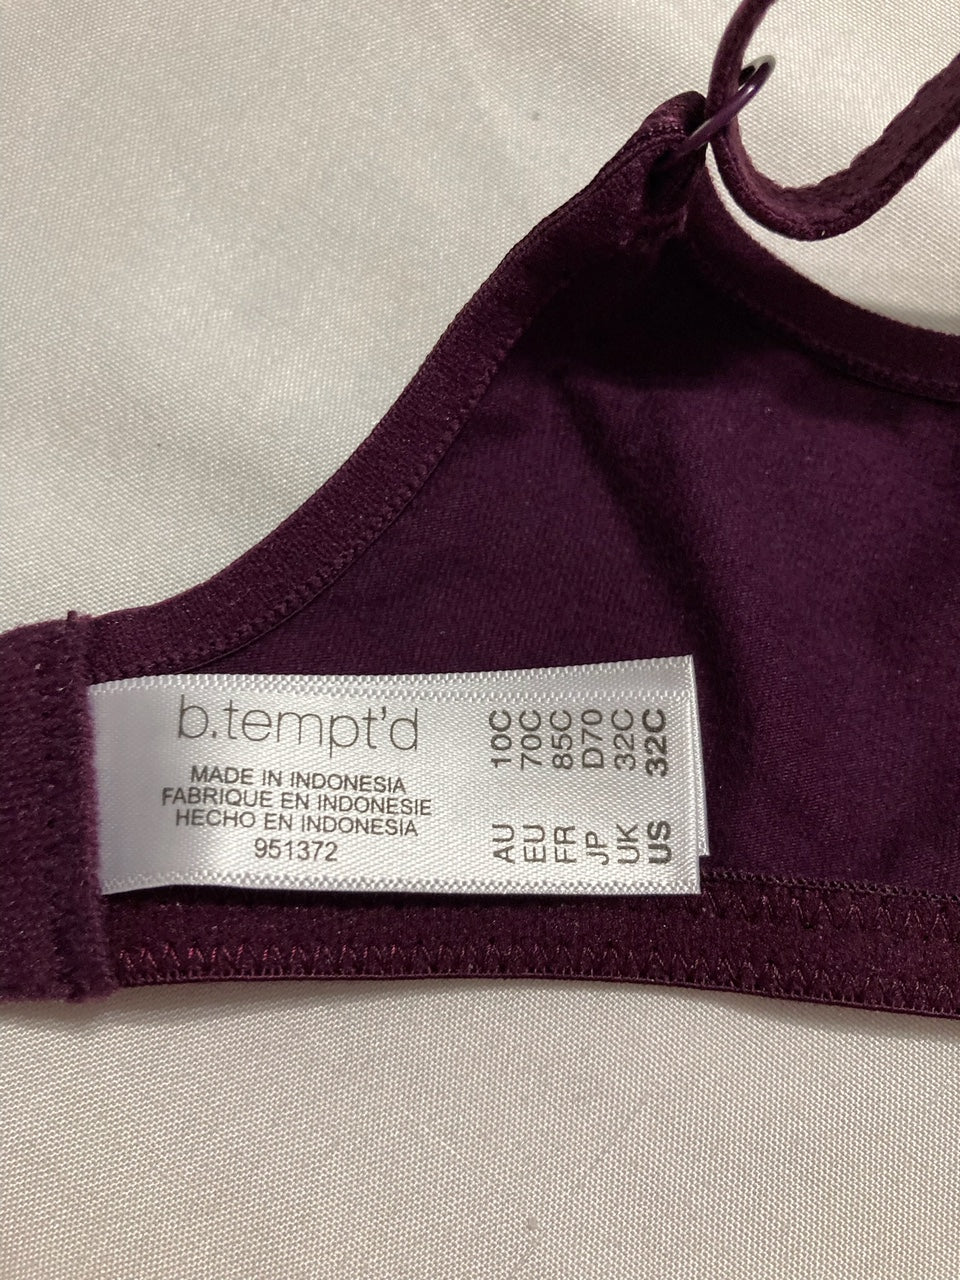 b.tempt'd
MADE IN INDONESIA
FABRIQUE EN INDONESIE
HECHO EN INDONESIA
951372
AU 10C
EU 70C
FR 85C
JP D70
UK 32C
US 32C